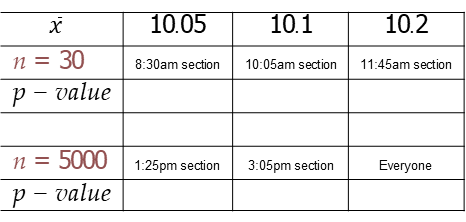 x̄ 10.05 10.1 10.2
n = 30 8:30am section 10:05am section 11:45am section
p − value
n = 5000 1:25pm section 3:05pm section Everyone
p − value